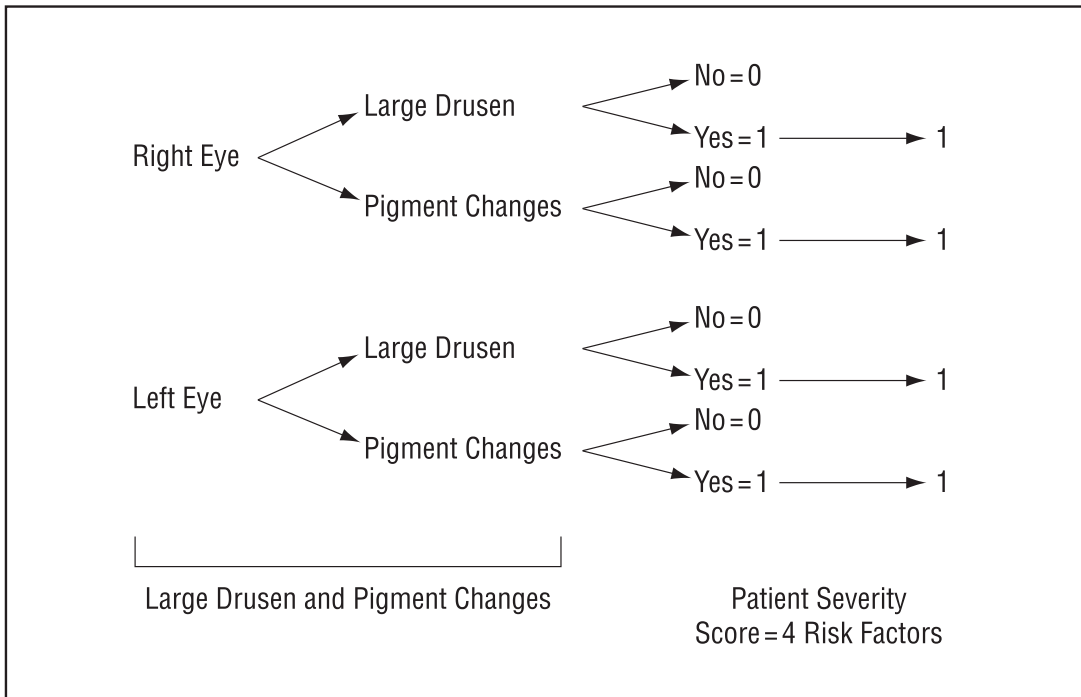 No=0
Large Drusen
Yes=1 1
Right Eye
No=0
Pigment Changes
Yes=1 1
No=0
Large Drusen
Yes=1 1
Left Eye
No=0
Pigment Changes
Yes=1 1
Large Drusen and Pigment Changes
Patient Severity
Score=4 Risk Factors